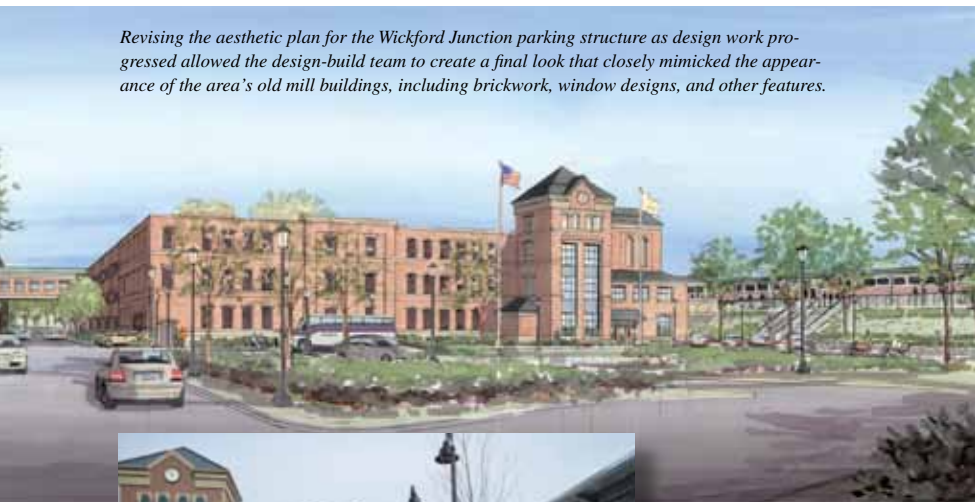 Revising the aesthetic plan for the Wickford Junction parking structure as design work pro-
gressed allowed the design-build team to create a final look that closely mimicked the appear-
ance of the area's old mill buildings, including brickwork, window designs, and other features.